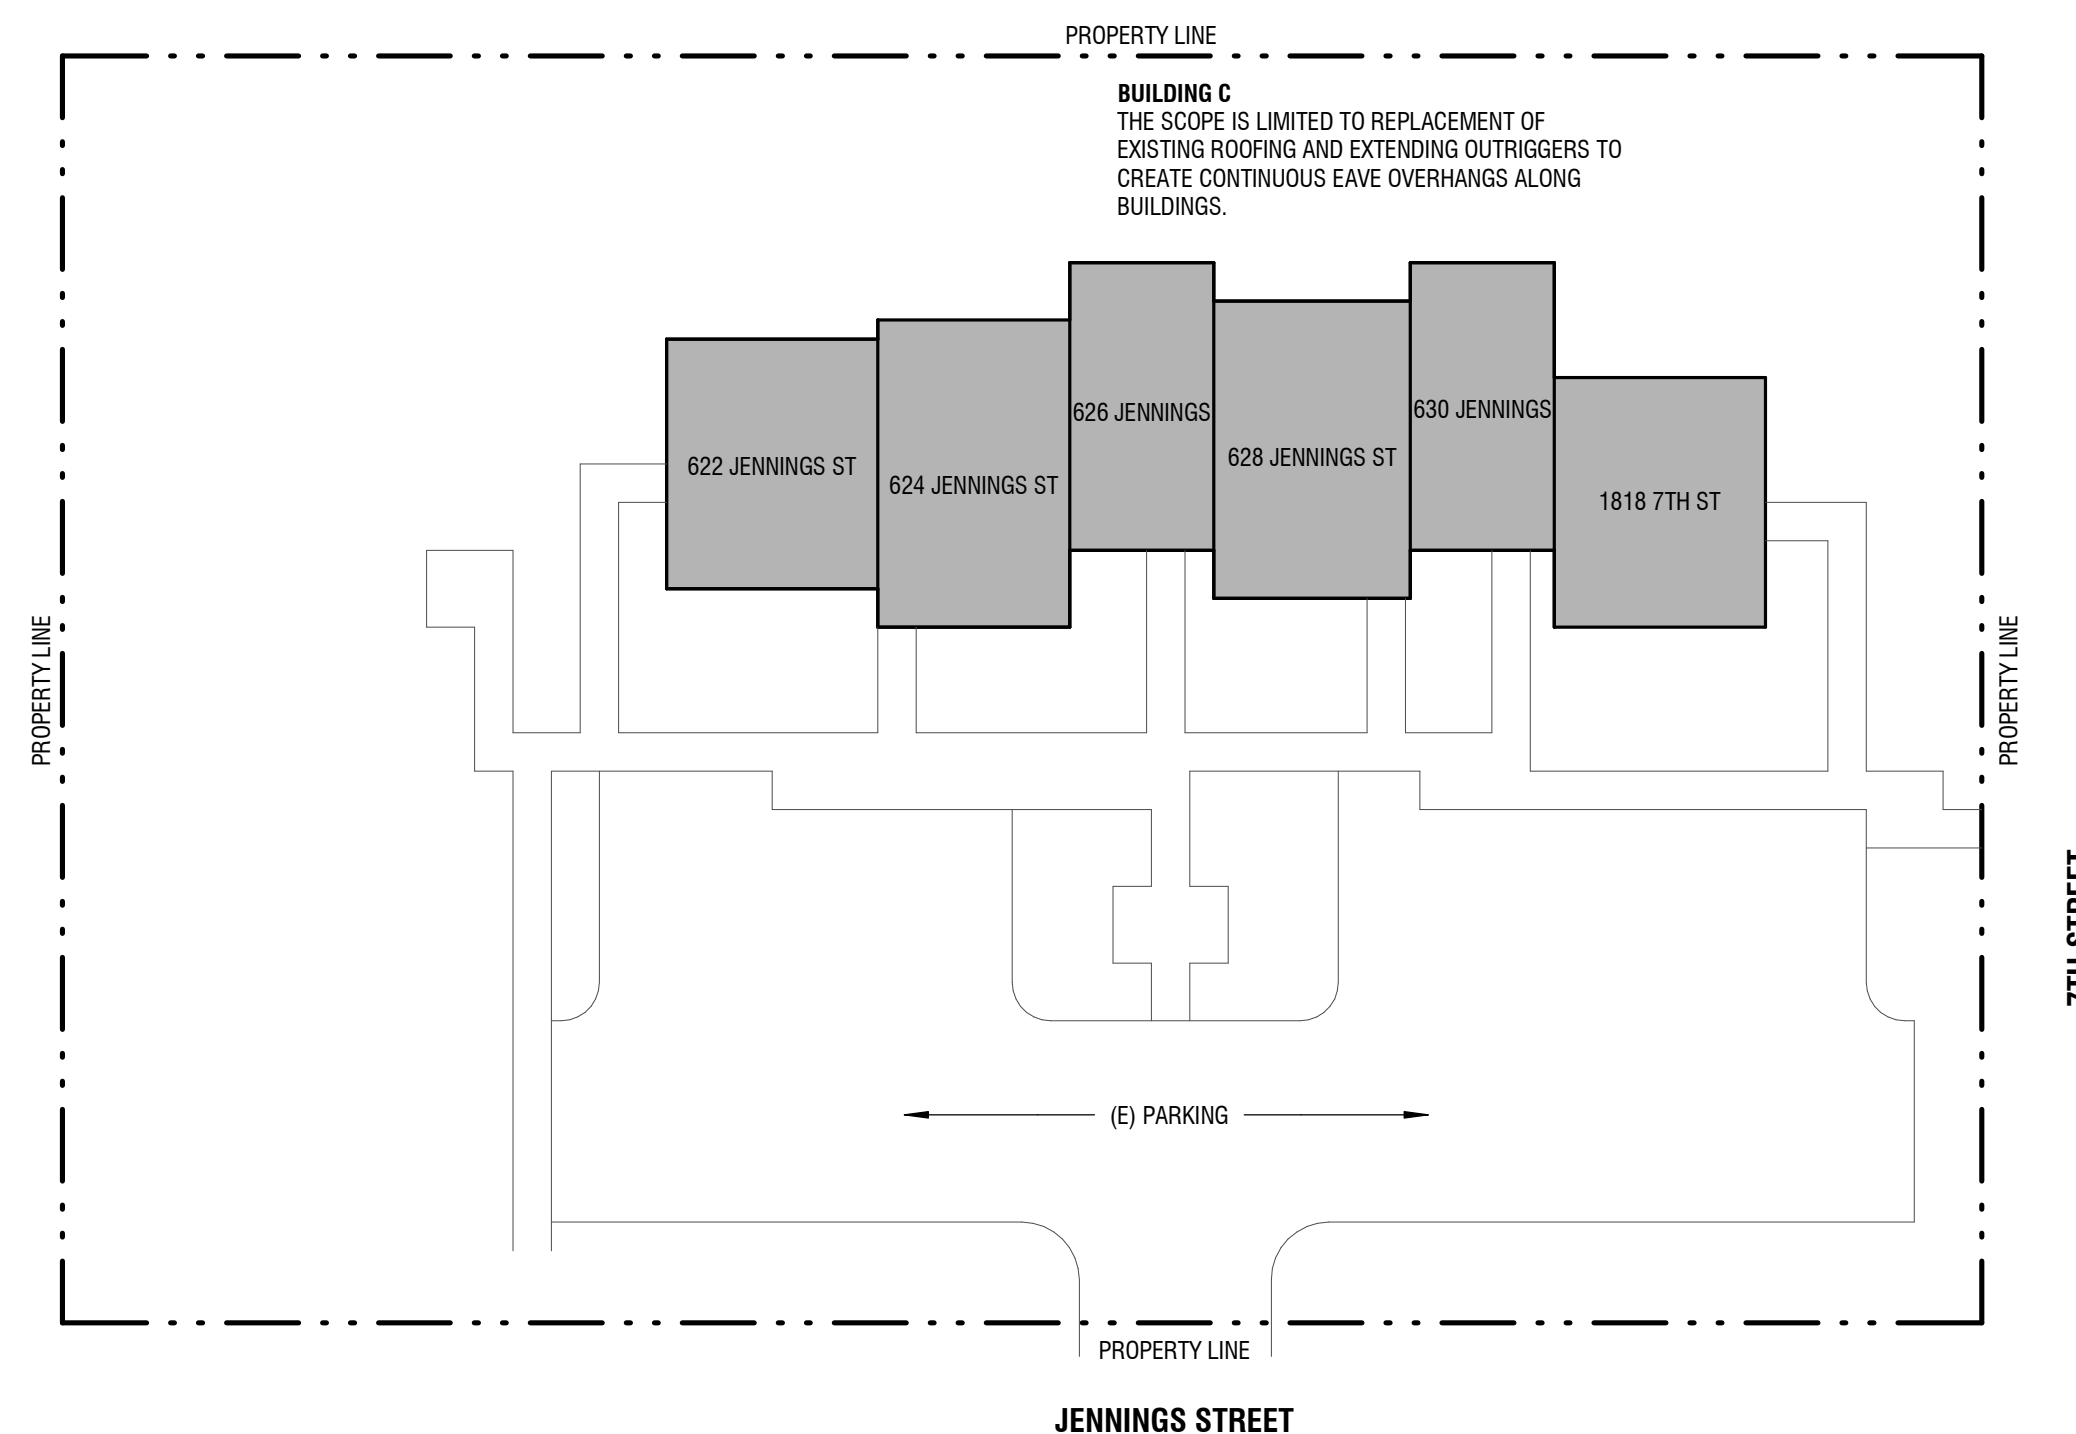 PROPERTY LINE
BUILDING C
THE SCOPE IS LIMITED TO REPLACEMENT OF
EXISTING ROOFING AND EXTENDING OUTRIGGERS TO
CREATE CONTINUOUS EAVE OVERHANGS ALONG
BUILDINGS.
622 JENNINGS ST
624 JENNINGS ST
626 JENNINGS
628 JENNINGS ST
630 JENNINGS
1818 7TH ST
PROPERTY LINE
PROPERTY LINE
7TH STREET
(E) PARKING
PROPERTY LINE
JENNINGS STREET